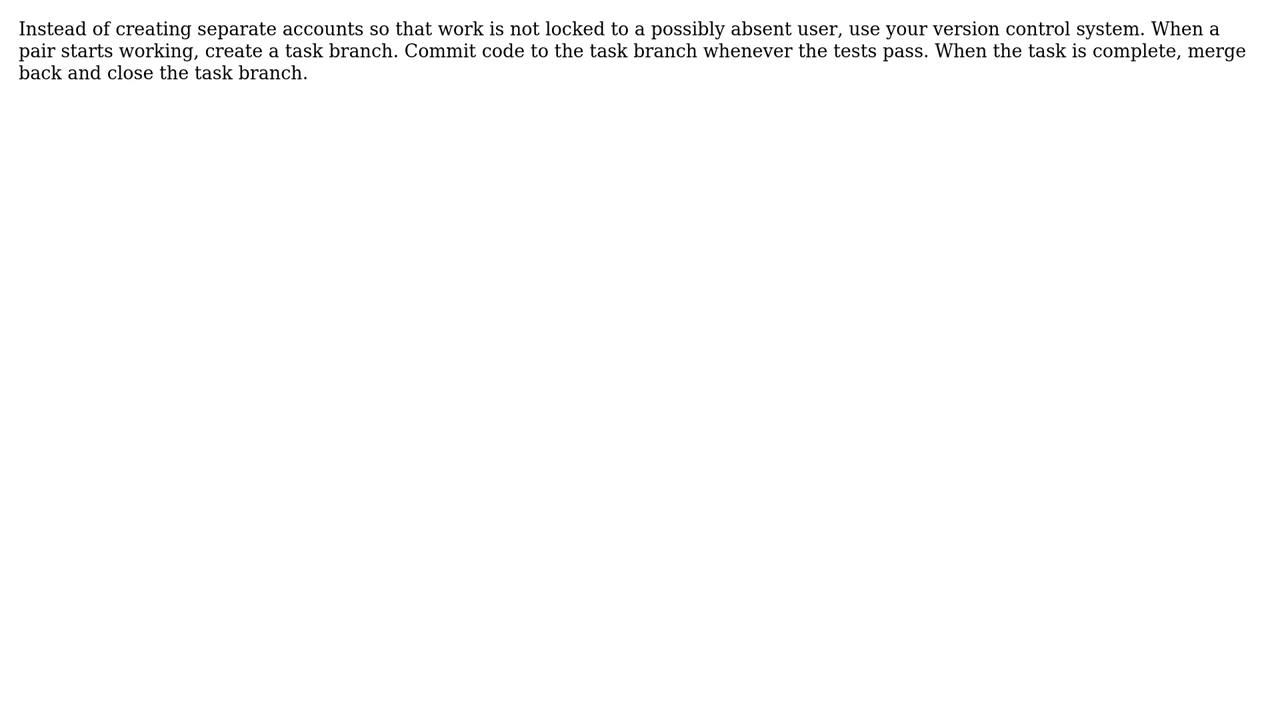 Instead of creating separate accounts so that work is not locked to a possibly absent user, use your version control system. When a
pair starts working, create a task branch. Commit code to the task branch whenever the tests pass. When the task is complete, merge
back and close the task branch.